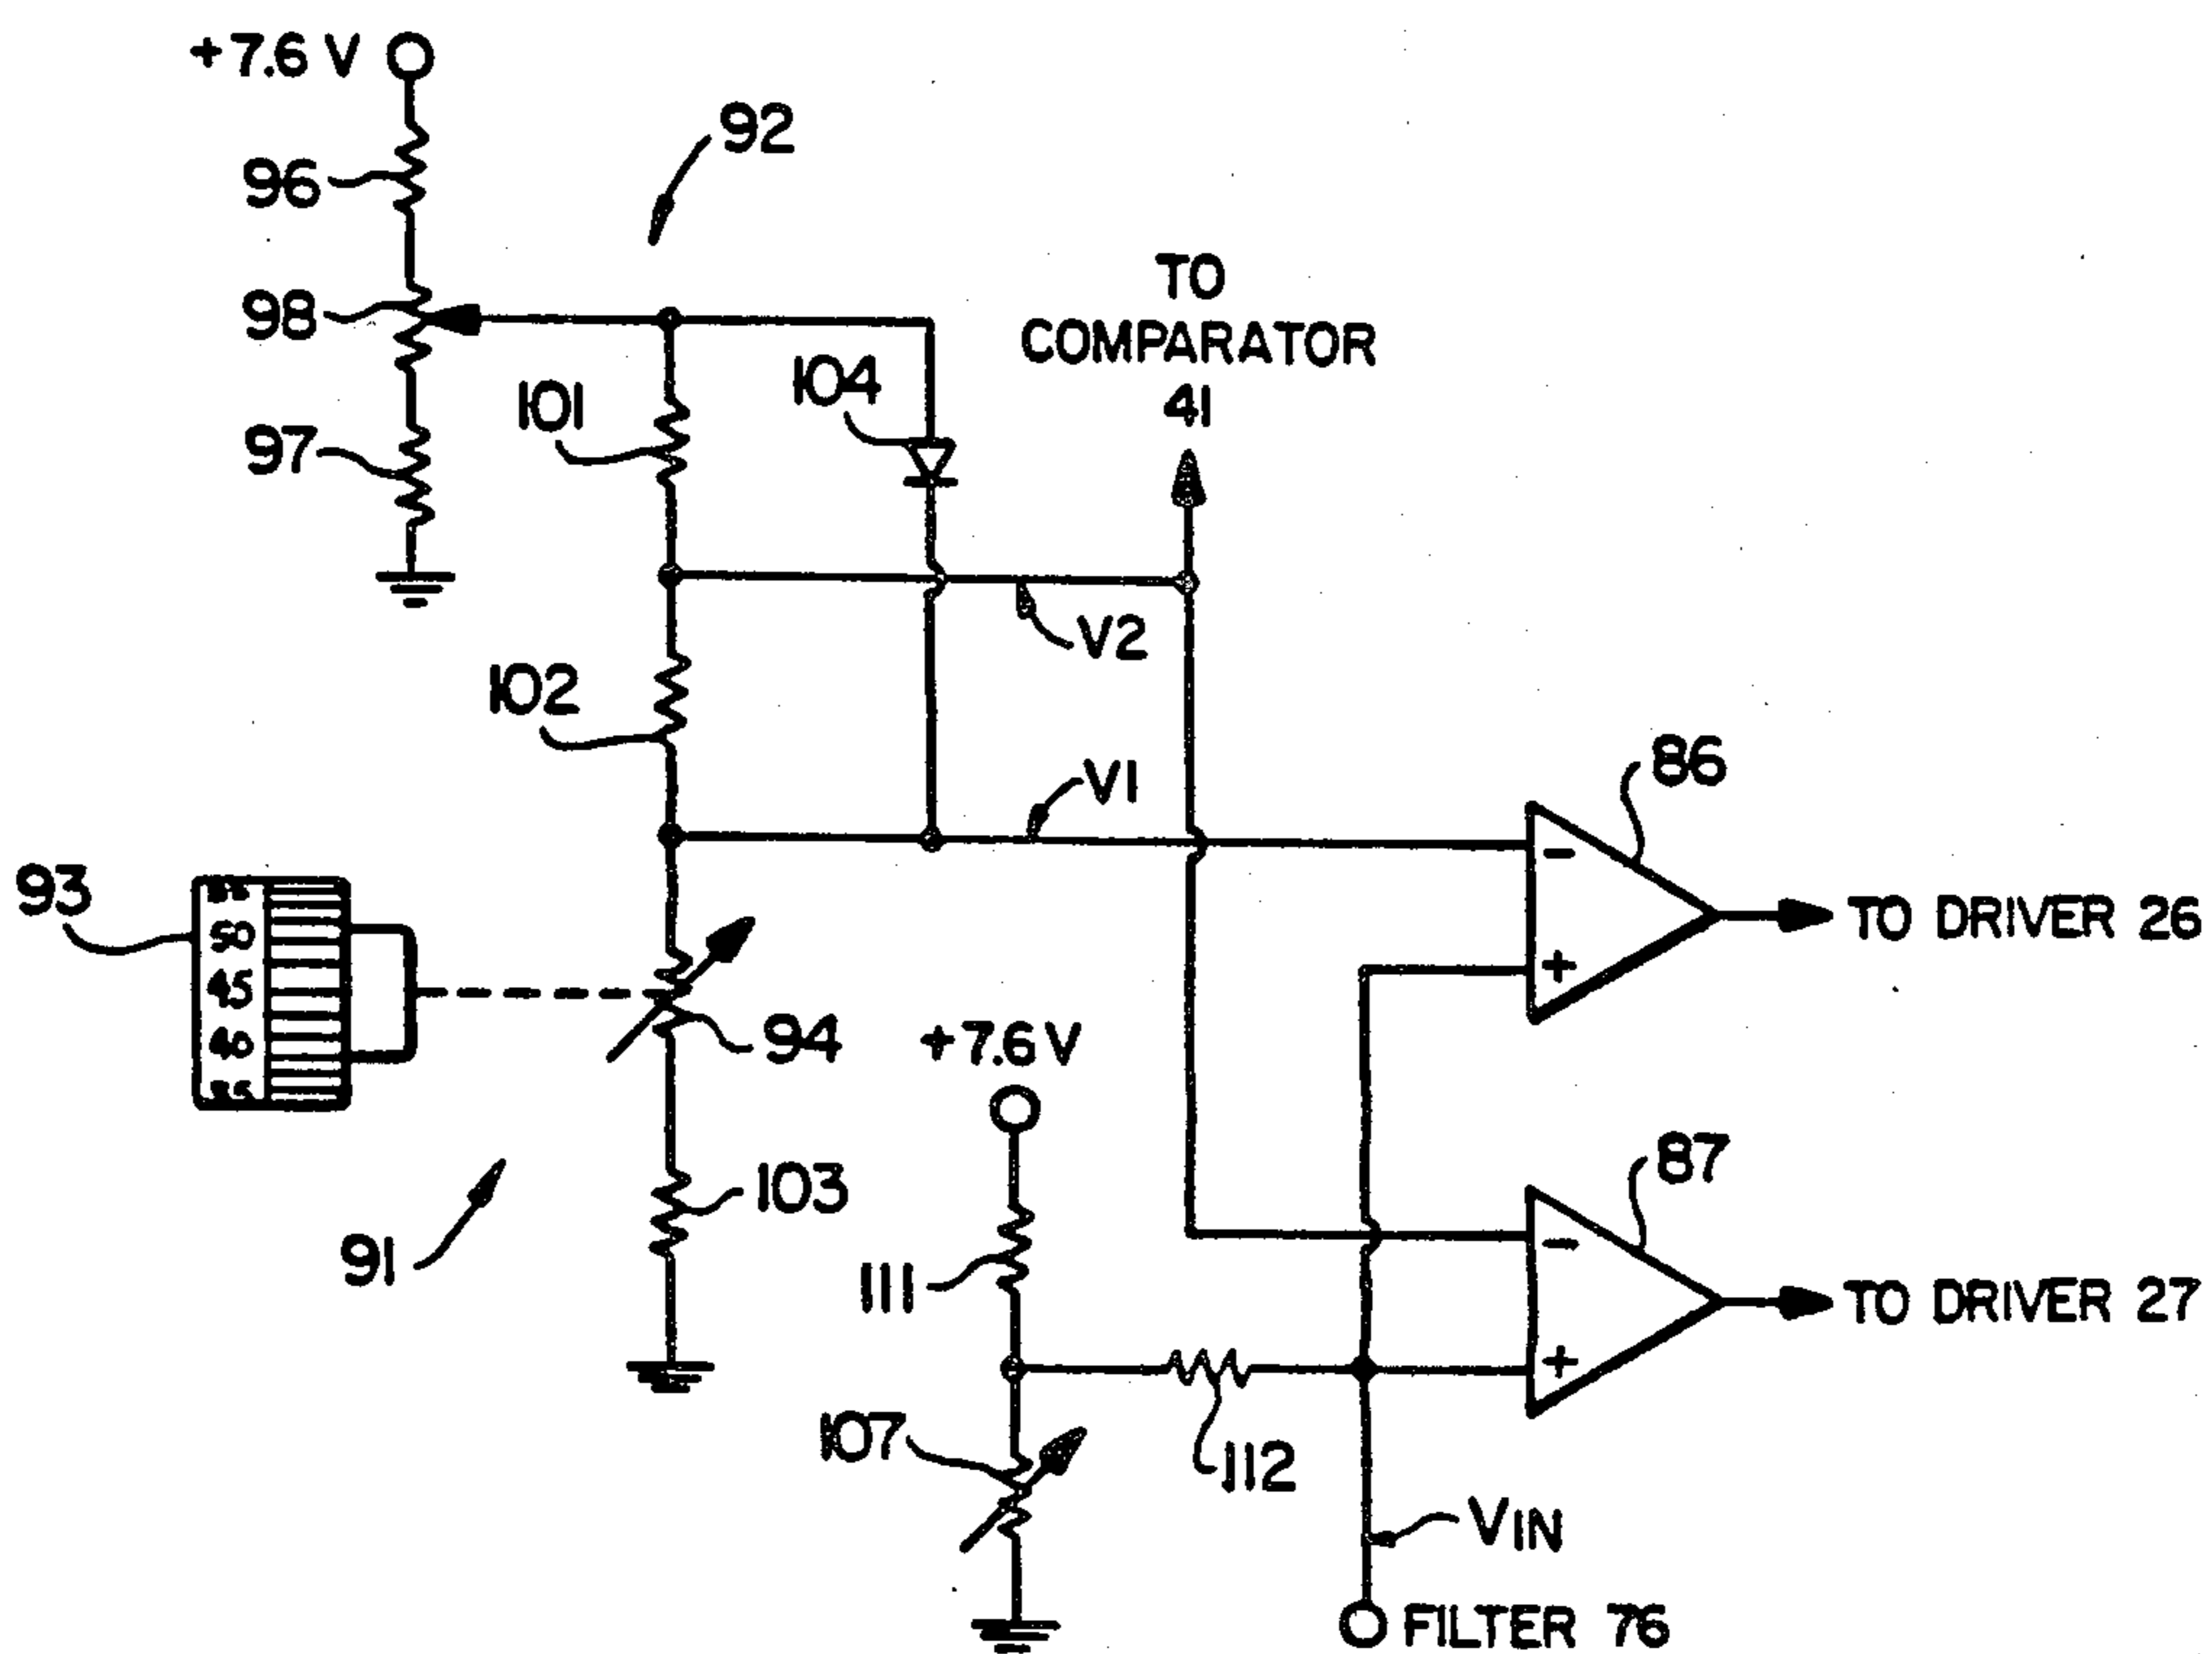 +7.6 V
92
96
98
97
101
104
TO
COMPARATOR
41
V2
102
V1
86
93
50
45
40
35
-
+
TO DRIVER 26
94
+7.6 V
103
91
111
87
-
+
TO DRIVER 27
107
112
VIN
FILTER 76